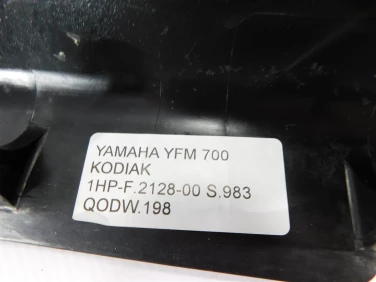 YAMAHA YFM 700
KODIAK
1HP-F.2128-00 S.983
QODW.198